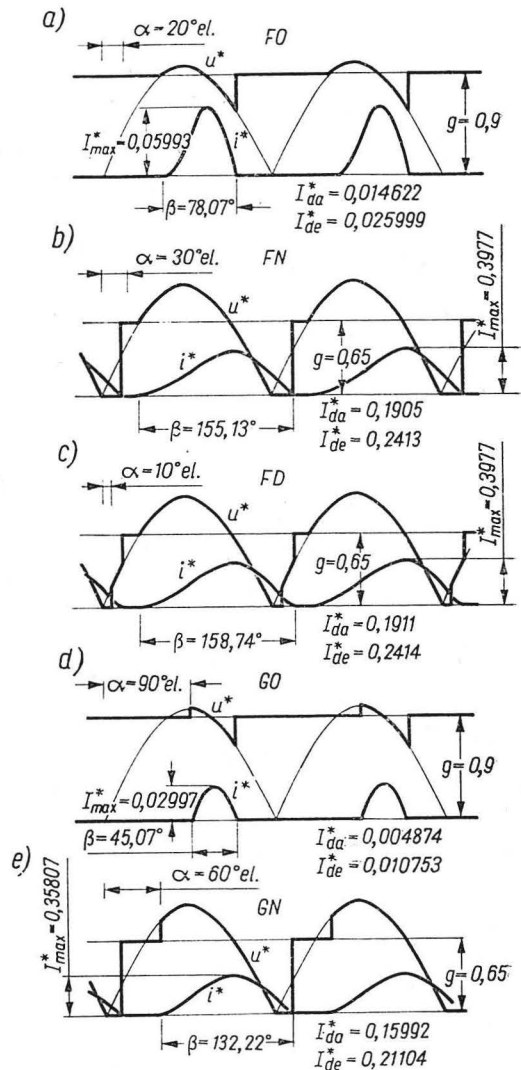 a)
α=20°el.
FO
u*
I*max=0,05993
i*
g=0,9
β=78,07°
I*da=0,014622
I*de=0,025999
b)
α=30°el.
FN
u*
i*
g=0,65
I*max=0,3977
β=155,13°
I*da=0,1905
I*de=0,2413
c)
α=10°el.
FD
u*
i*
g=0,65
I*max=0,3977
β=158,74°
I*da=0,1911
I*de=0,2414
d)
α=90°el.
GO
u*
I*max=0,02997
i*
g=0,9
β=45,07°
I*da=0,004874
I*de=0,010753
e)
α=60°el.
GN
I*max=0,35807
u*
i*
g=0,65
β=132,22°
I*da=0,15992
I*de=0,21104